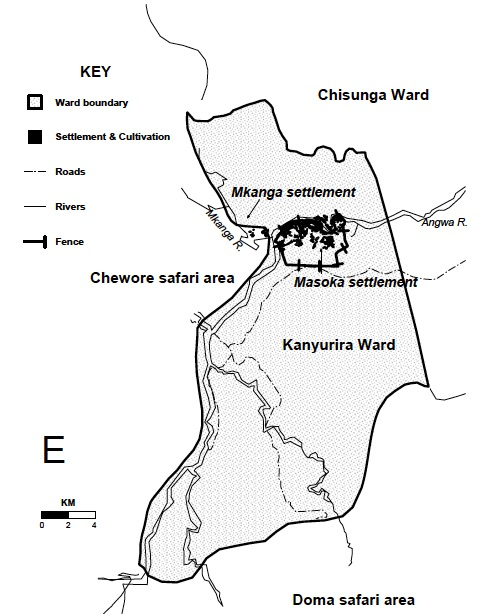 KEY
Ward boundary
Settlement & Cultivation
Roads
Rivers
Fence
Chisunga Ward
Mkanga settlement
Mkanga R.
Angwa R.
Chewore safari area
Masoka settlement
Kanyurira Ward
E
KM
0 2 4
Doma safari area